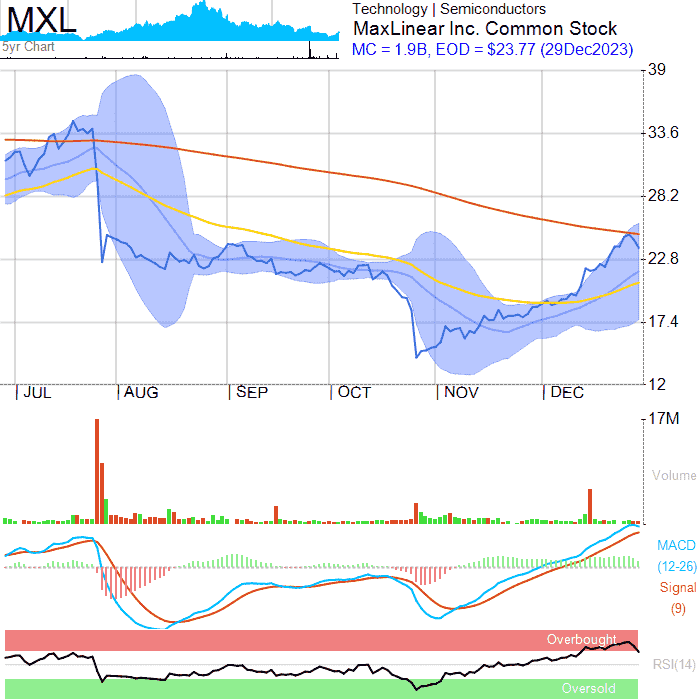 MXL
Technology | Semiconductors
MaxLinear Inc. Common Stock
MC = 1.9B, EOD = $23.77 (29Dec2023)
5yr Chart
39
33.6
28.2
22.8
17.4
12
JUL AUG SEP OCT NOV DEC
17M
Volume
MACD
(12-26)
Signal
(9)
Overbought
RSI(14)
Oversold